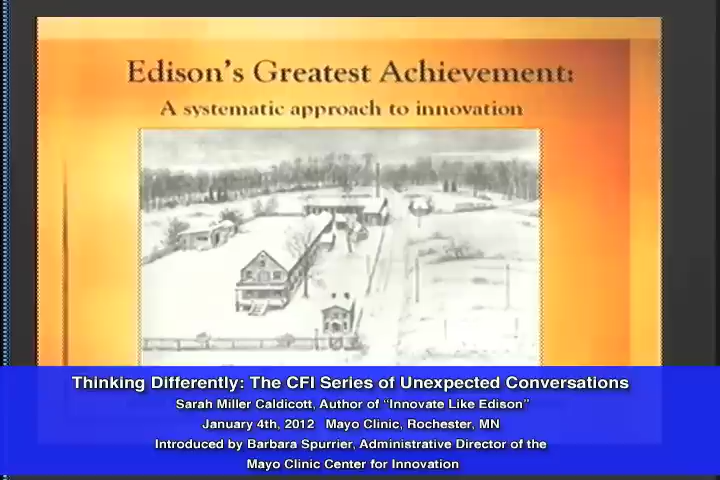 Edison's Greatest Achievement:
A systematic approach to innovation
Thinking Differently: The CFI Series of Unexpected Conversations
Sarah Miller Caldicott, Author of "Innovate Like Edison"
January 4th, 2012 Mayo Clinic, Rochester, MN
Introduced by Barbara Spurrier, Administrative Director of the
Mayo Clinic Center for Innovation